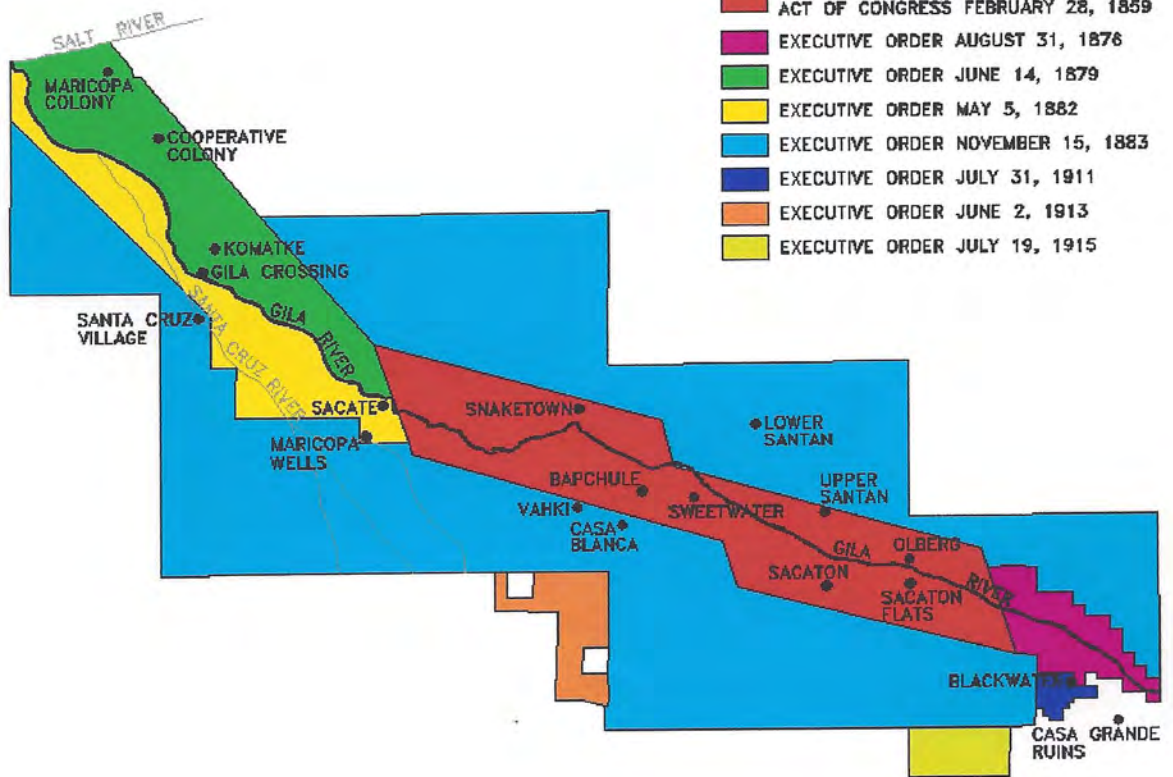 ACT OF CONGRESS FEBRUARY 28, 1859
EXECUTIVE ORDER AUGUST 31, 1876
EXECUTIVE ORDER JUNE 14, 1879
EXECUTIVE ORDER MAY 5, 1882
EXECUTIVE ORDER NOVEMBER 15, 1883
EXECUTIVE ORDER JULY 31, 1911
EXECUTIVE ORDER JUNE 2, 1913
EXECUTIVE ORDER JULY 19, 1915
SALT RIVER
MARICOPA
COLONY
COOPERATIVE
COLONY
KOMATKE
GILA CROSSING
GILA RIVER
SANTA CRUZ
VILLAGE
SANTA CRUZ RIVER
SACATE
MARICOPA
WELLS
SNAKETOWN
LOWER
SANTAN
BAPCHULE
SWEETWATER
UPPER
SANTAN
VAHKI
CASA
BLANCA
GILA RIVER
OLBERG
SACATON
SACATON
FLATS
BLACKWATER
CASA GRANDE
RUINS